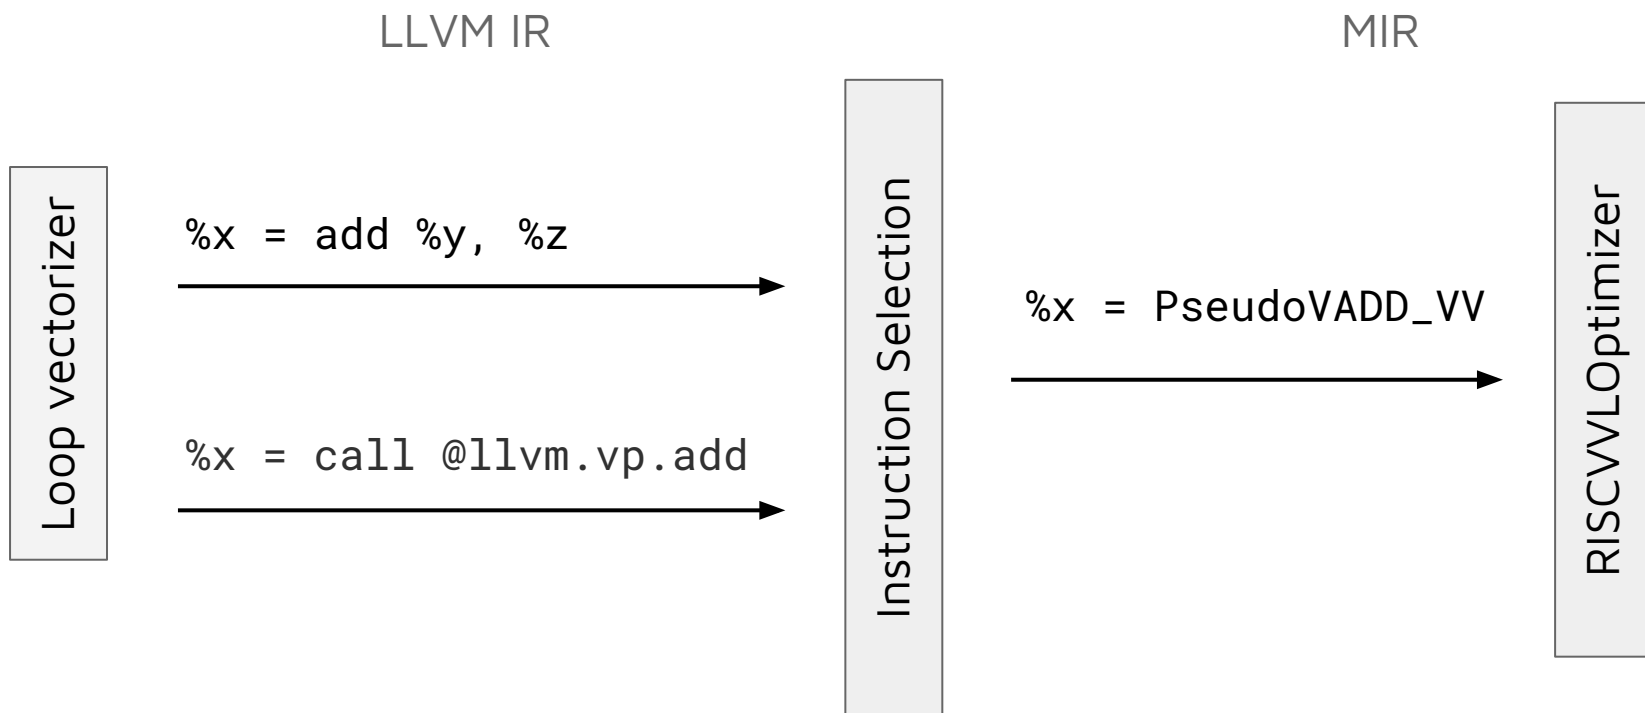 LLVM IR
MIR
Loop vectorizer
%x = add %y, %z
%x = call @llvm.vp.add
Instruction Selection
%x = PseudoVADD_VV
RISCVVLOptimizer